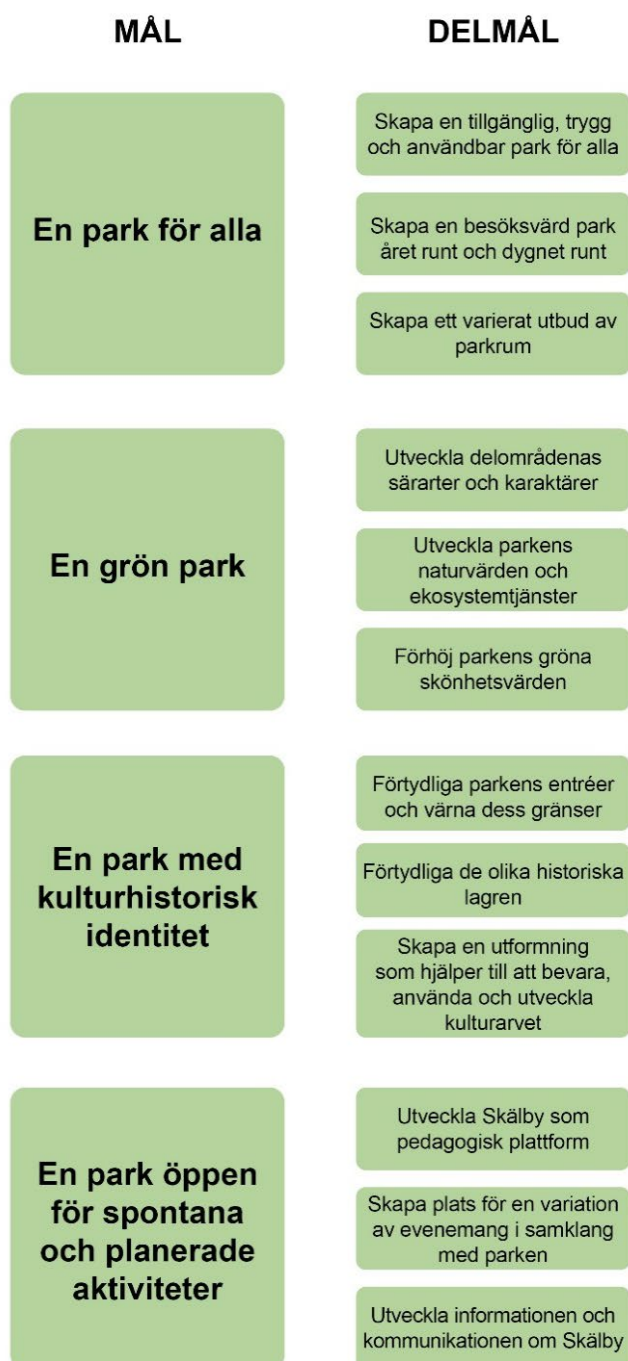 MÅL
DELMÅL
En park för alla
Skapa en tillgänglig, trygg
och användbar park för alla
Skapa en besöksvärd park
året runt och dygnet runt
Skapa ett varierat utbud av
parkrum
En grön park
Utveckla delområdenas
särarter och karaktärer
Utveckla parkens
naturvärden och
ekosystemtjänster
Förhöj parkens gröna
skönhetsvärden
En park med
kulturhistorisk
identitet
Förtydliga parkens entréer
och värna dess gränser
Förtydliga de olika historiska
lagren
Skapa en utformning
som hjälper till att bevara,
använda och utveckla
kulturarvet
En park öppen
för spontana
och planerade
aktiviteter
Utveckla Skälby som
pedagogisk plattform
Skapa plats för en variation
av evenemang i samklang
med parken
Utveckla informationen och
kommunikationen om Skälby